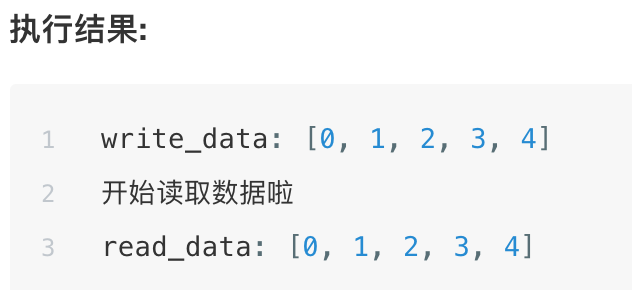 执行结果:
1 write_data: [0, 1, 2, 3, 4]
2 开始读取数据啦
3 read_data: [0, 1, 2, 3, 4]